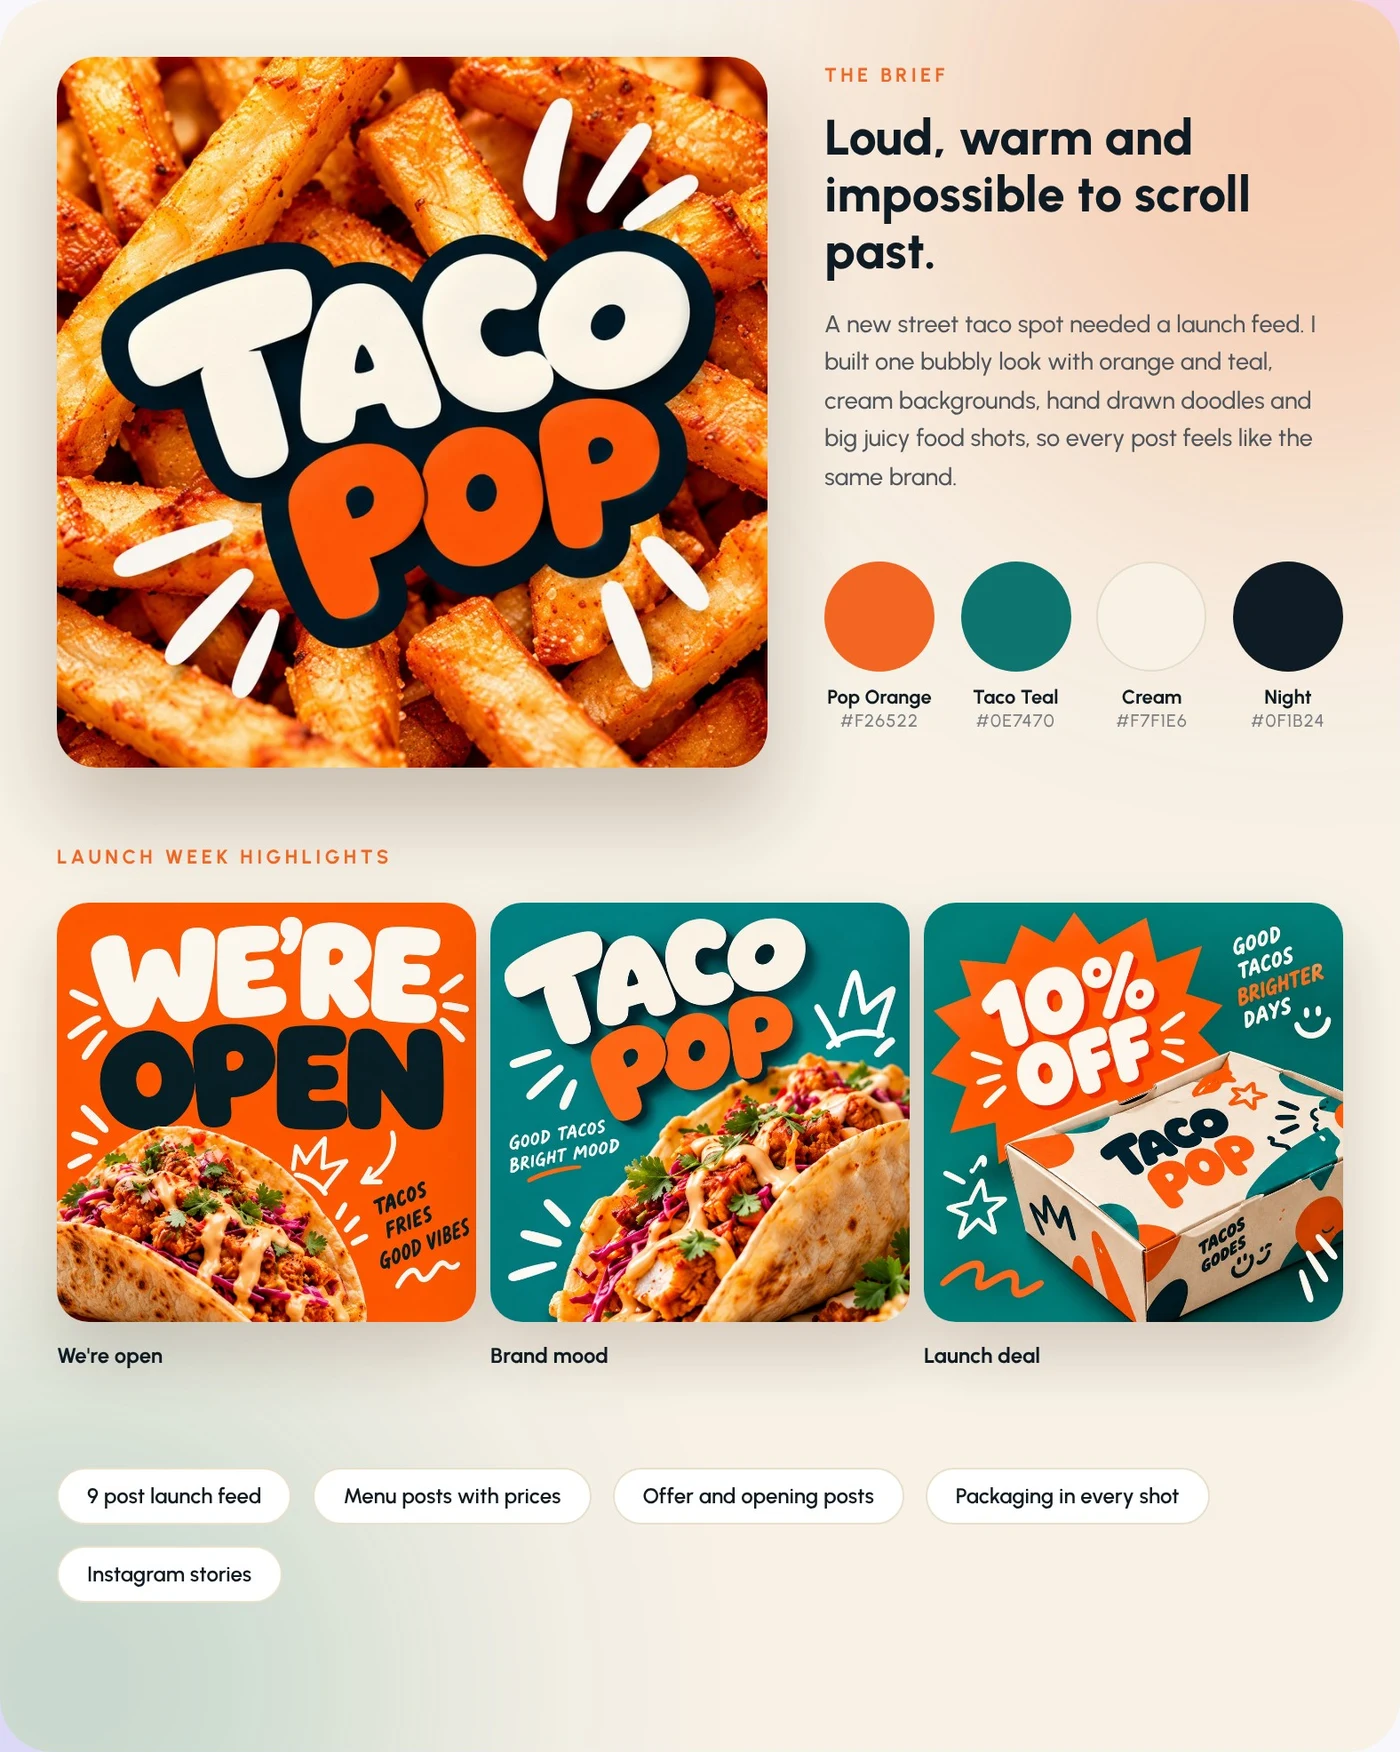 TACO
POP
THE BRIEF
Loud, warm and
impossible to scroll
past.
A new street taco spot needed a launch feed. I
built one bubbly look with orange and teal,
cream backgrounds, hand drawn doodles and
big juicy food shots, so every post feels like the
same brand.
Pop Orange
#F26522
Taco Teal
#0E7470
Cream
#F7F1E6
Night
#0F1B24
LAUNCH WEEK HIGHLIGHTS
WE'RE
OPEN
TACOS
FRIES
GOOD VIBES
We're open
TACO
POP
GOOD TACOS
BRIGHT MOOD
Brand mood
10%
OFF
GOOD
TACOS
BRIGHTER
DAYS
TACO
POP
TACOS
GODES
Launch deal
9 post launch feed
Menu posts with prices
Offer and opening posts
Packaging in every shot
Instagram stories